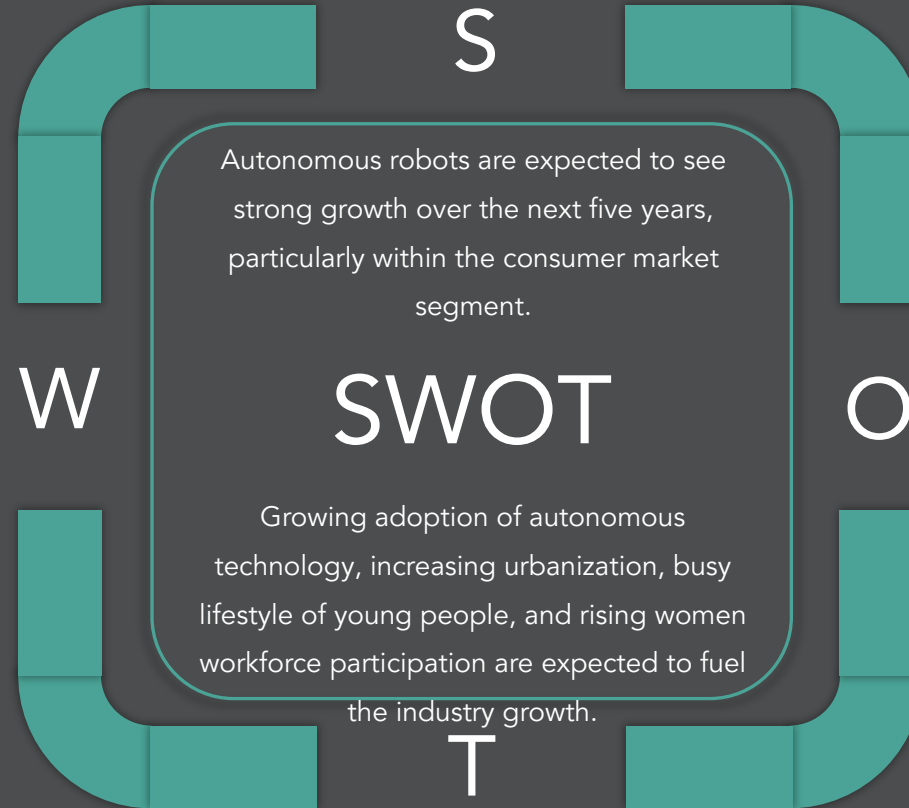 S
Autonomous robots are expected to see
strong growth over the next five years,
particularly within the consumer market
segment.
W
SWOT
O
Growing adoption of autonomous
technology, increasing urbanization, busy
lifestyle of young people, and rising women
workforce participation are expected to fuel
the industry growth.
T